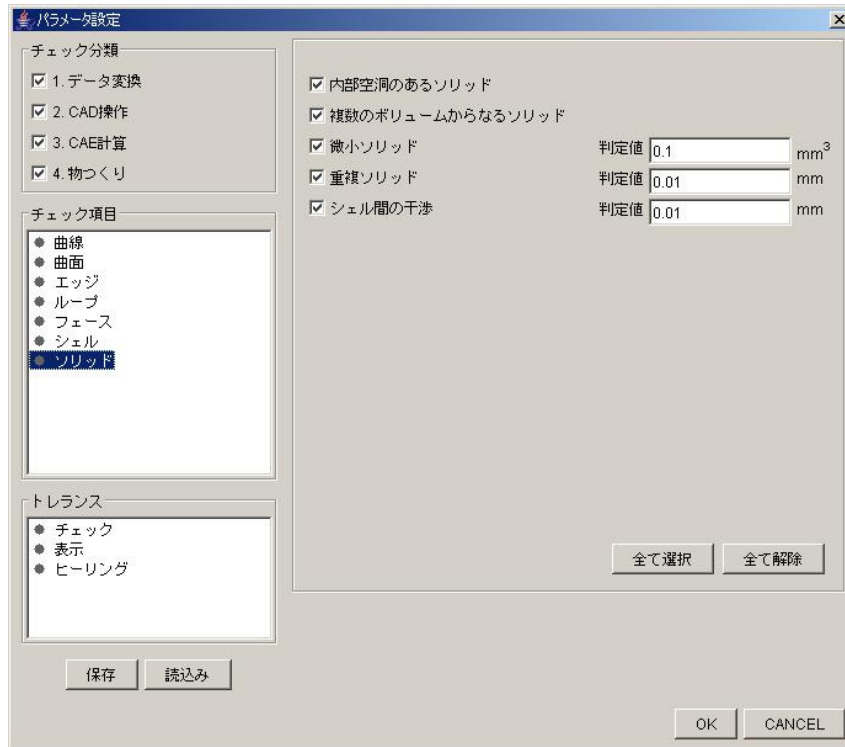 パラメータ設定
チェック分類
1. データ変換
2. CAD操作
3. CAE計算
4. 物つくり
チェック項目
曲線
曲面
エッジ
ループ
フェース
シェル
ソリッド
トレランス
チェック
表示
ヒーリング
保存 読込み
内部空洞のあるソリッド
複数のボリュームからなるソリッド
微小ソリッド 判定値 0.1 mm³
重複ソリッド 判定値 0.01 mm
シェル間の干渉 判定値 0.01 mm
全て選択 全て解除
OK CANCEL